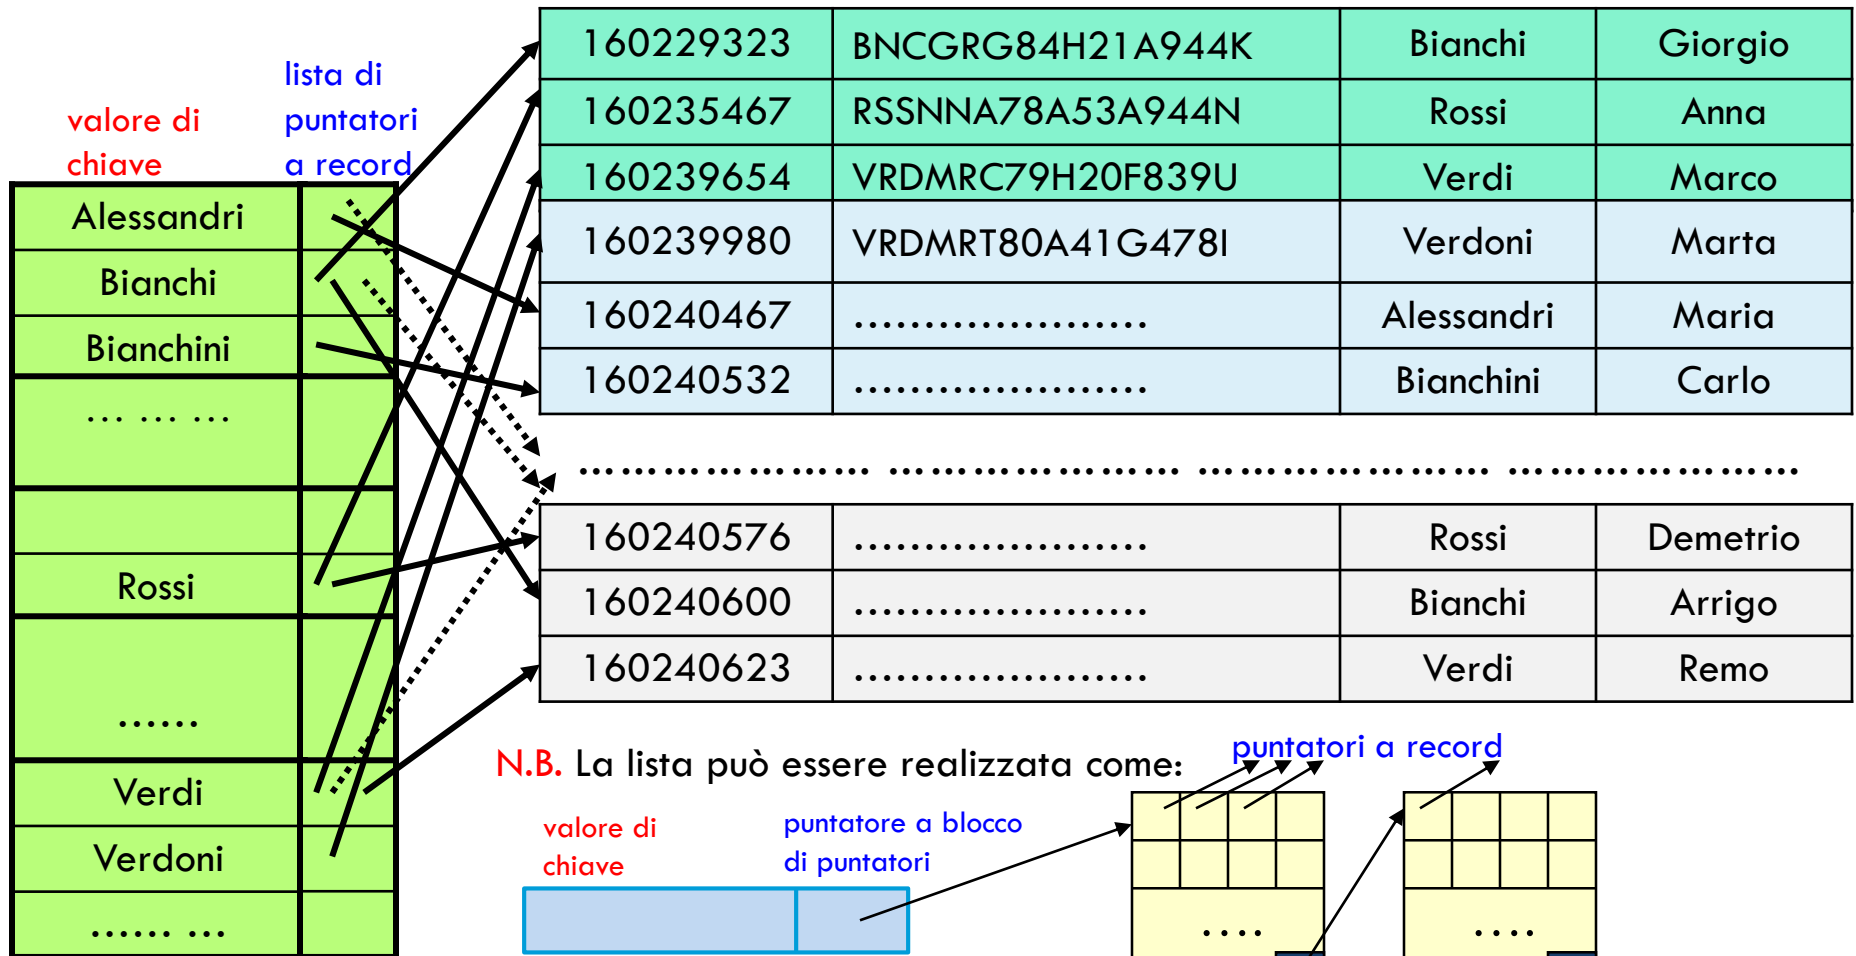 valore di
chiave
lista di
puntatori
a record
Alessandri
Bianchi
Bianchini
... ... ...
Rossi
......
Verdi
Verdoni
...... ...
160229323 BNCGRG84H21A944K Bianchi Giorgio
160235467 RSSNNA78A53A944N Rossi Anna
160239654 VRDMRC79H20F839U Verdi Marco
160239980 VRDMRT80A41G478I Verdoni Marta
160240467 ..................... Alessandri Maria
160240532 ..................... Bianchini Carlo
..................... ..................... ..................... .....................
160240576 ..................... Rossi Demetrio
160240600 ..................... Bianchi Arrigo
160240623 ..................... Verdi Remo
N.B. La lista può essere realizzata come:
puntatori a record
valore di
chiave
puntatore a blocco
di puntatori
....
....